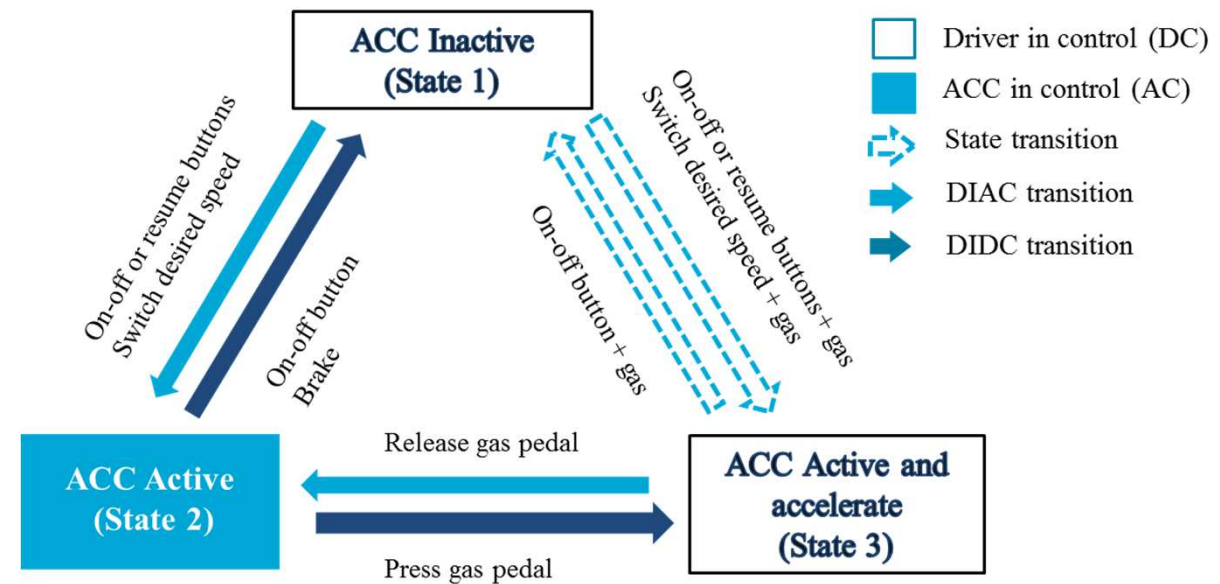 ACC Inactive
(State 1)
Driver in control (DC)
ACC in control (AC)
State transition
DIAC transition
DIDC transition
On-off or resume buttons
Switch desired speed
On-off button
Brake
On-off button + gas
On-off or resume buttons + gas
Switch desired speed + gas
ACC Active
(State 2)
Release gas pedal
Press gas pedal
ACC Active and
accelerate
(State 3)